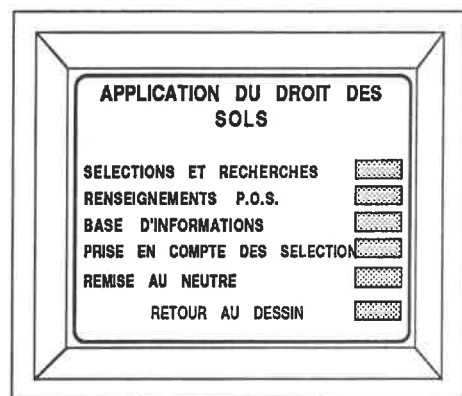 APPLICATION DU DROIT DES
SOLS
SELECTIONS ET RECHERCHES
RENSEIGNEMENTS P.O.S.
BASE D'INFORMATIONS
PRISE EN COMPTE DES SELECTION
REMISE AU NEUTRE
RETOUR AU DESSIN